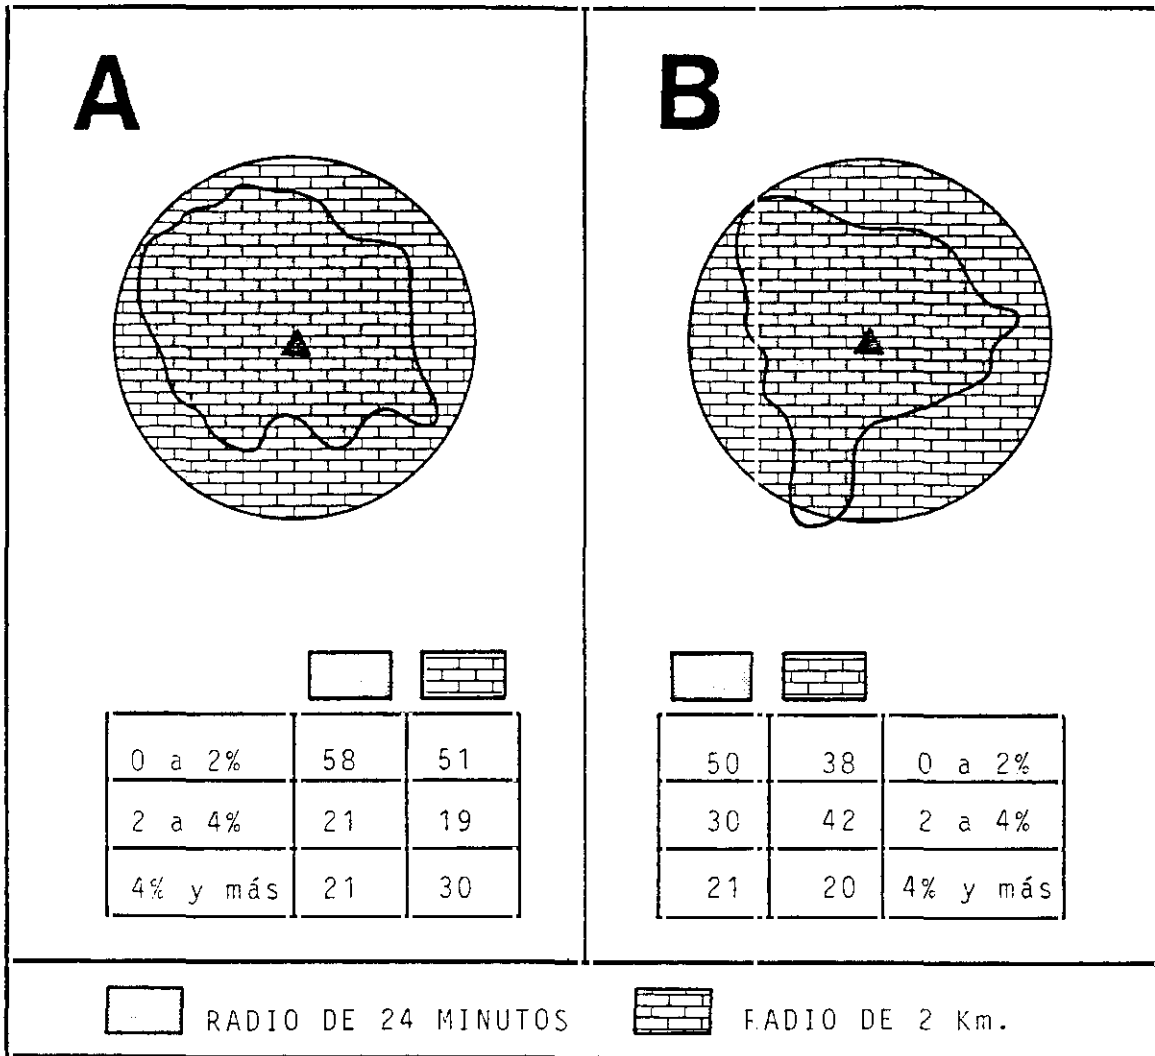 A
B
0 a 2% 58 51
2 a 4% 21 19
4% y más 21 30
50 38 0 a 2%
30 42 2 a 4%
21 20 4% y más
RADIO DE 24 MINUTOS
RADIO DE 2 Km.